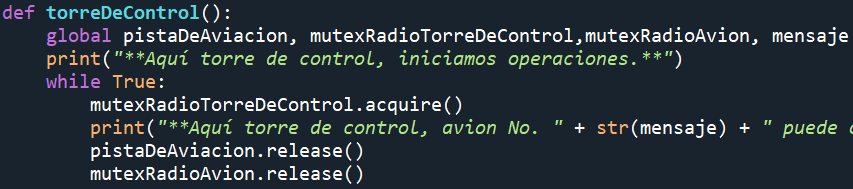 def torreDeControl():
global pistaDeAviacion, mutexRadioTorreDeControl,mutexRadioAvion, mensaje
print("**Aquí torre de control, iniciamos operaciones.**")
while True:
mutexRadioTorreDeControl.acquire()
print("**Aquí torre de control, avion No. " + str(mensaje) + " puede
pistaDeAviacion.release()
mutexRadioAvion.release()